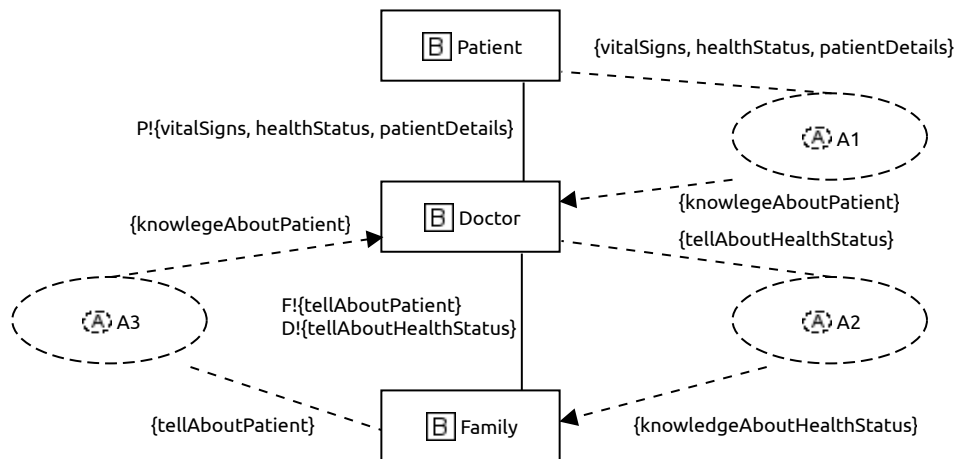 B Patient
{vitalSigns, healthStatus, patientDetails}
P!{vitalSigns, healthStatus, patientDetails}
A A1
{knowlegeAboutPatient}
{knowlegeAboutPatient}
B Doctor
{tellAboutHealthStatus}
F!{tellAboutPatient}
D!{tellAboutHealthStatus}
A A3
A A2
{tellAboutPatient}
B Family
{knowledgeAboutHealthStatus}